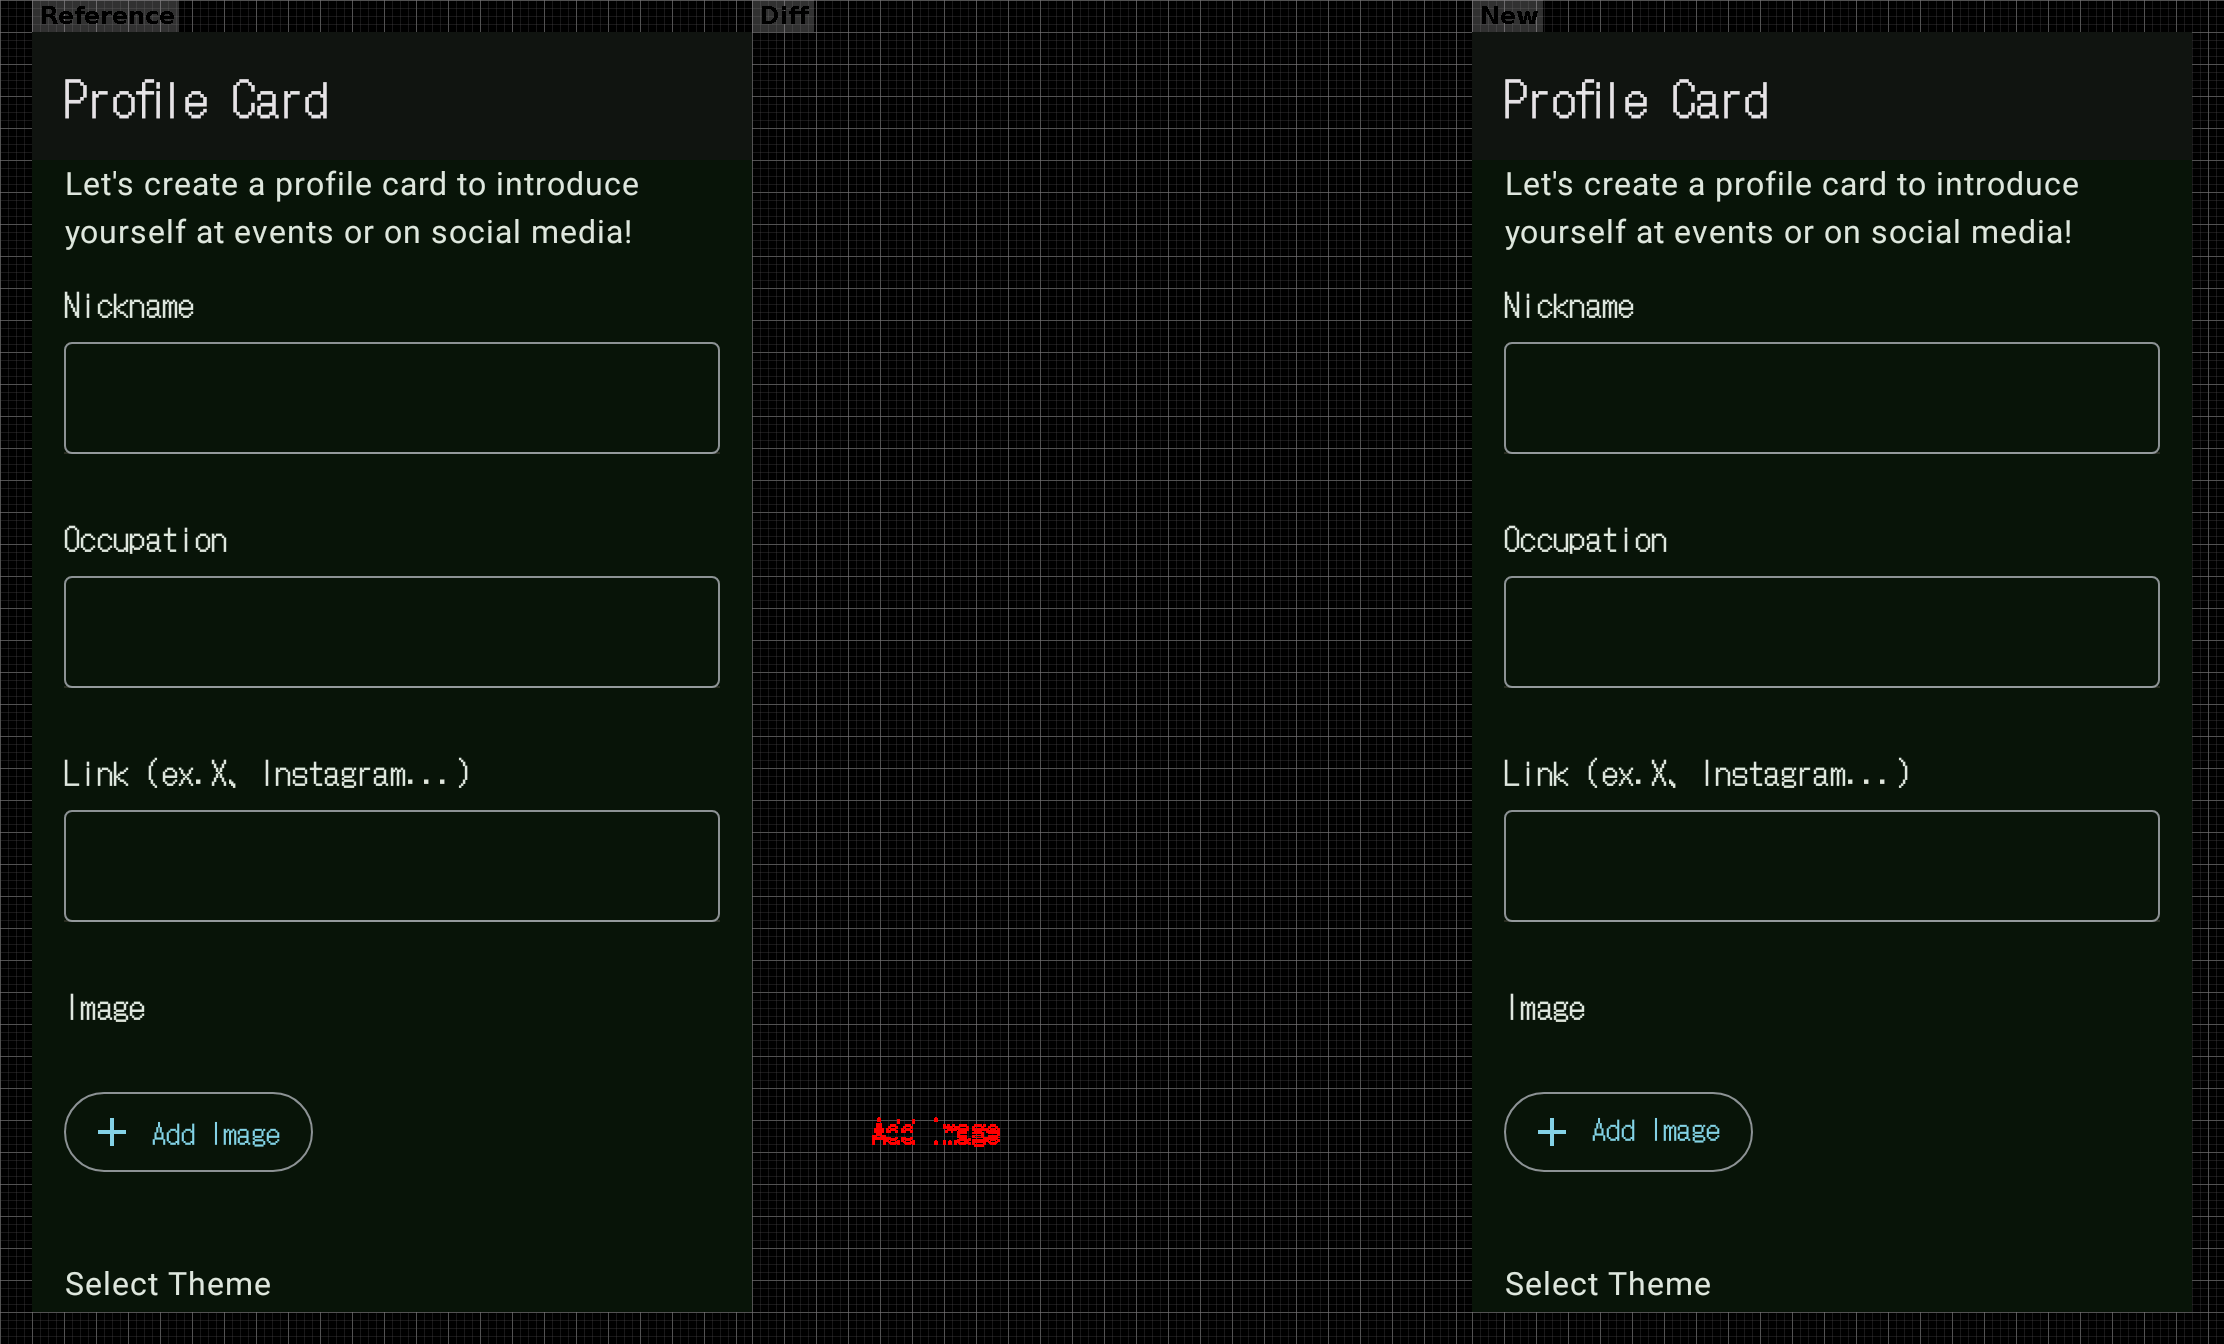 Reference
Diff
New
Profile Card
Let's create a profile card to introduce
yourself at events or on social media!
Nickname
Occupation
Link (ex.X、Instagram...)
Image
Add Image
Select Theme
Add image
Profile Card
Let's create a profile card to introduce
yourself at events or on social media!
Nickname
Occupation
Link (ex.X、Instagram...)
Image
Add Image
Select Theme